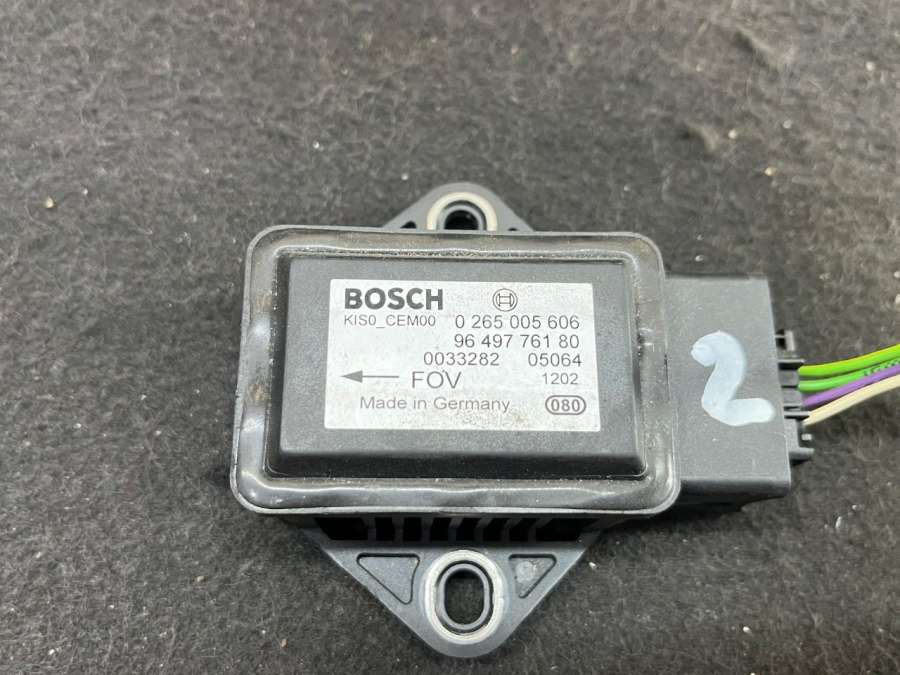 BOSCH
KIS0_CEM00 0 265 005 606
96 497 761 80
0033282 05064
FOV 1202
Made in Germany 080
2